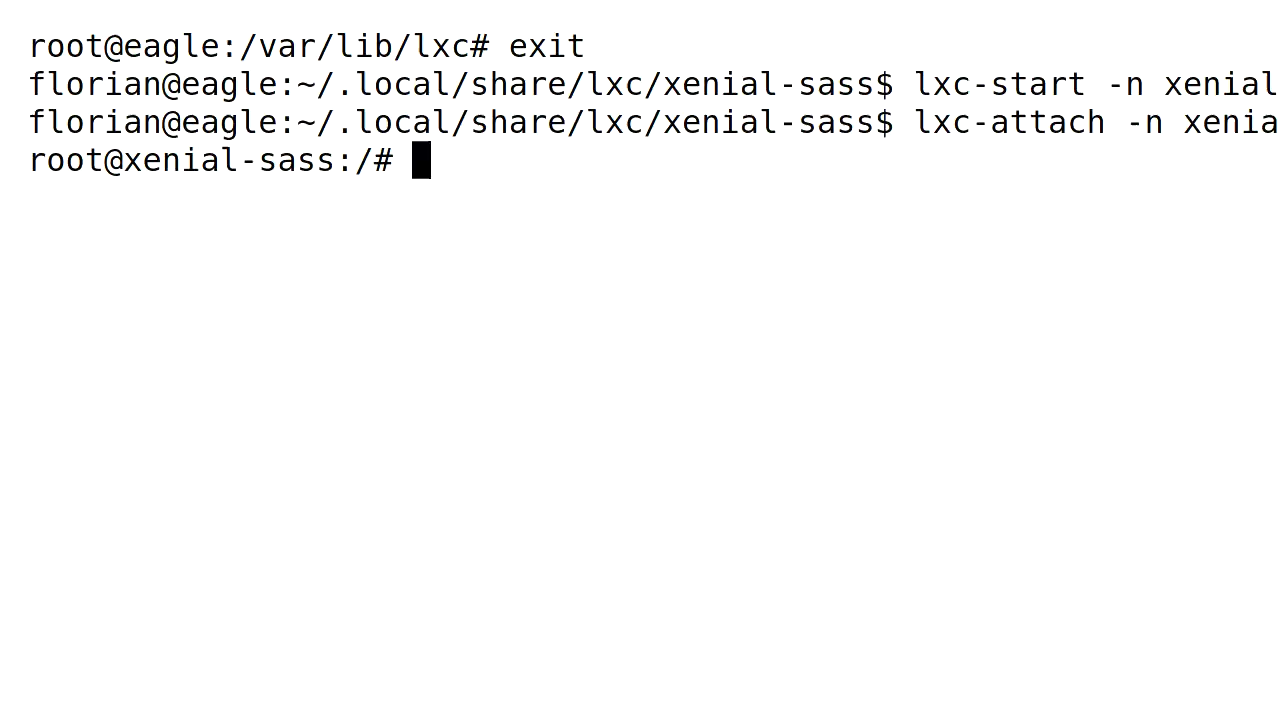 root@eagle:/var/lib/lxc# exit
florian@eagle:~/.local/share/lxc/xenial-sass$ lxc-start -n xenial
florian@eagle:~/.local/share/lxc/xenial-sass$ lxc-attach -n xenia
root@xenial-sass:/#